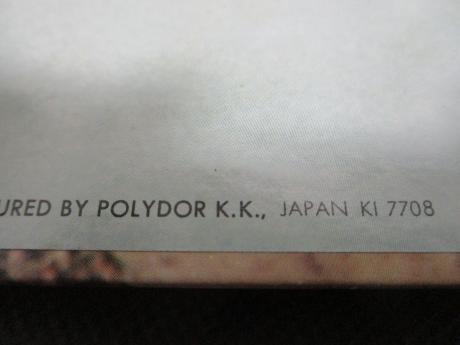 URED BY POLYDOR K.K., JAPAN KI 7708